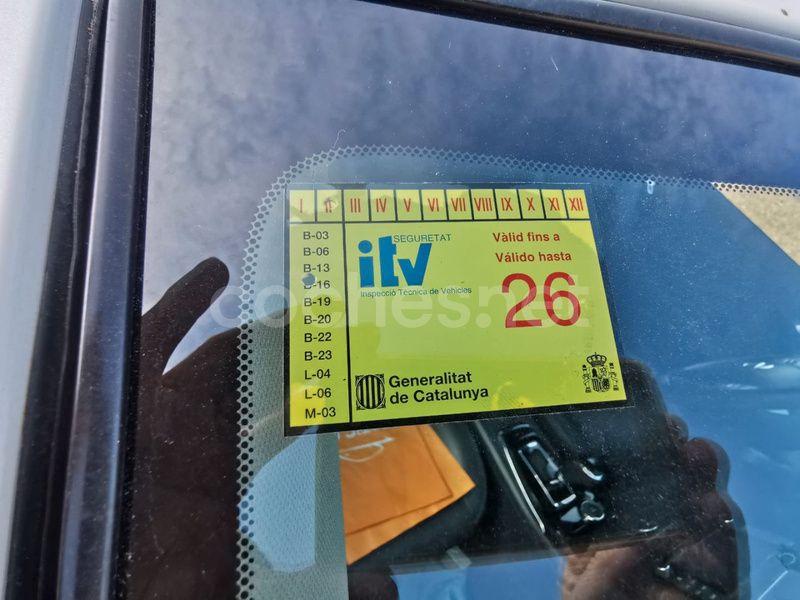 I II III IV V VI VII VIII IX X XI XII
B-03
B-06
B-13
B-16
B-19
B-20
B-22
B-23
L-04
L-06
M-03
SEGURETAT
itv
Inspecció Tècnica de Vehicles
Vàlid fins a
Válido hasta
26
Generalitat
de Catalunya
coches.net